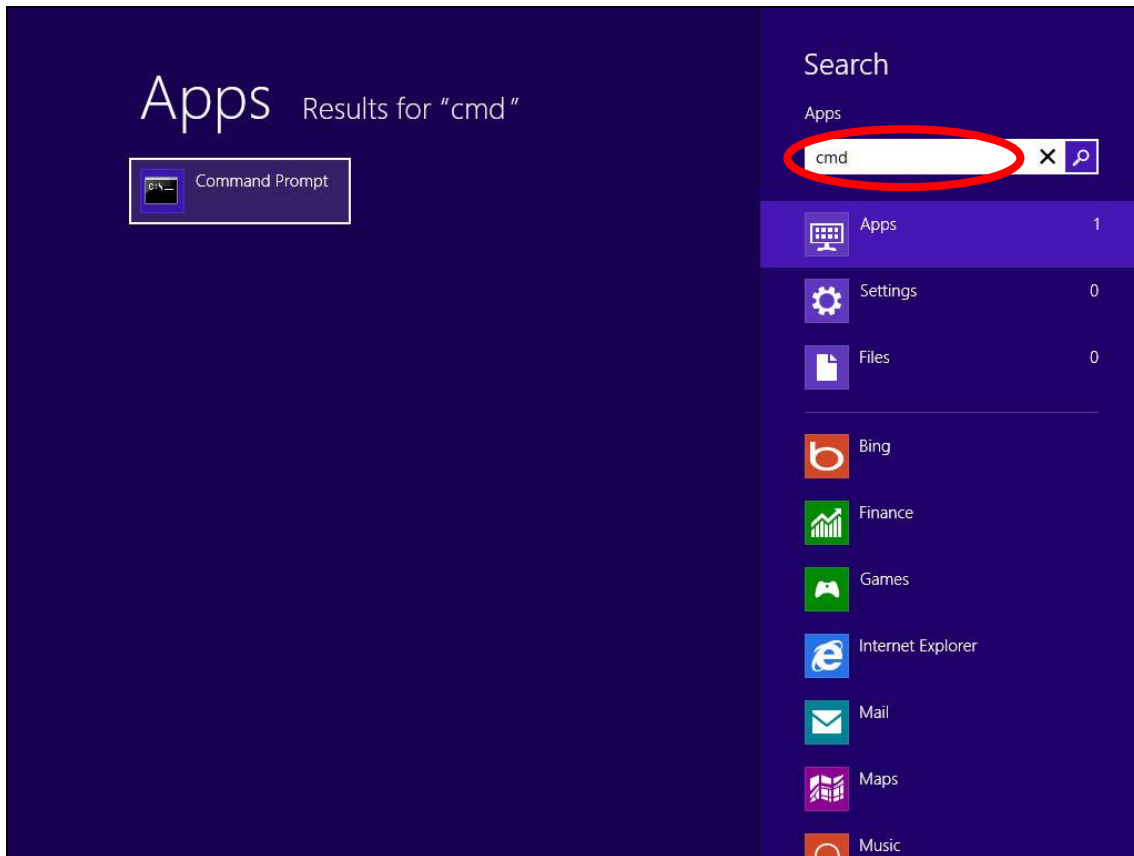 Apps Results for “cmd”
Command Prompt
C:\_
Search
Apps
cmd
Apps 1
Settings 0
Files 0
Bing
Finance
Games
Internet Explorer
Mail
Maps
Music